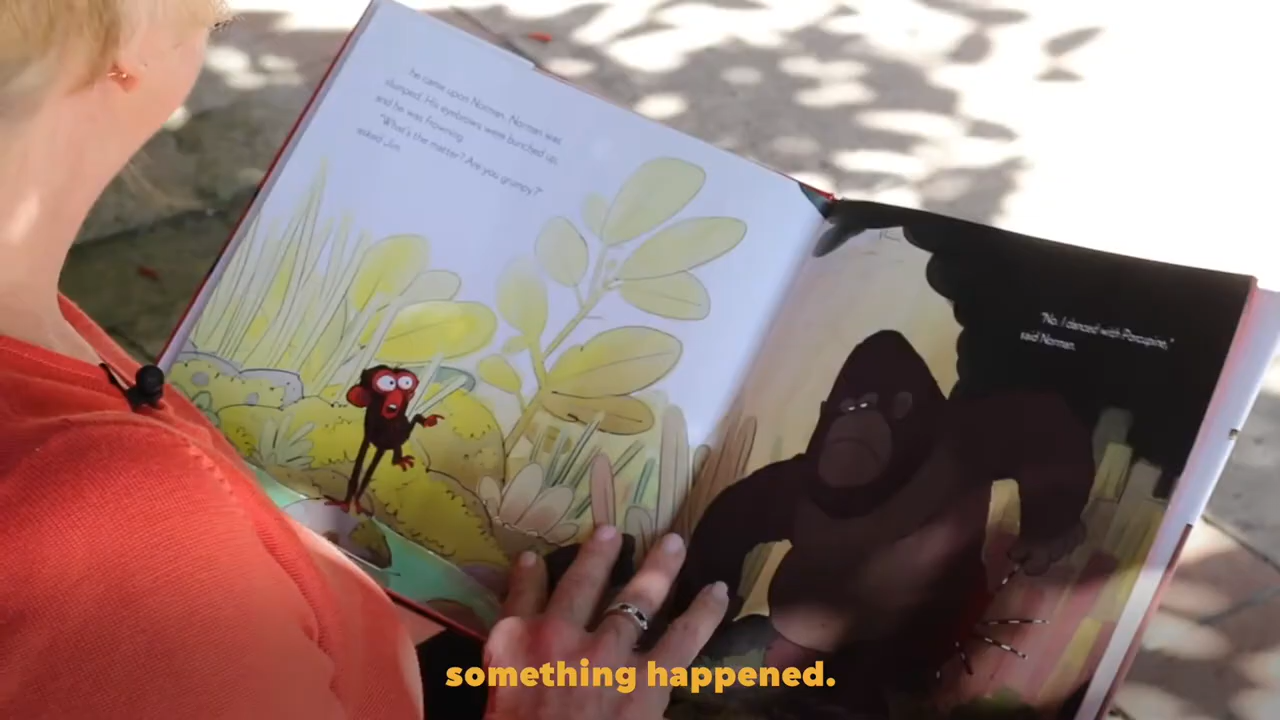 he came upon Norman. Norman was
slumped. His eyebrows were bunched up,
and he was frowning.
"What's the matter? Are you grumpy?"
asked Jim.
"No. I danced with Porcupine,"
said Norman.
something happened.